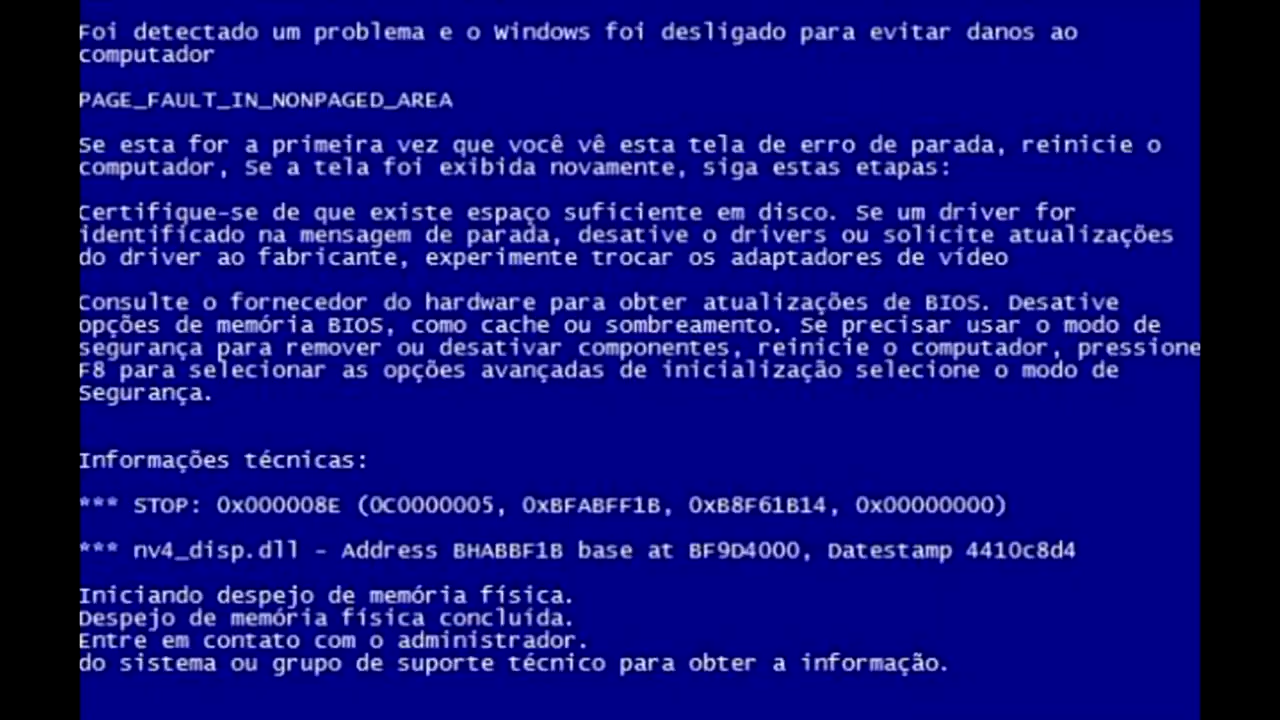 Foi detectado um problema e o Windows foi desligado para evitar danos ao
computador
PAGE_FAULT_IN_NONPAGED_AREA
Se esta for a primeira vez que você vê esta tela de erro de parada, reinicie o
computador, Se a tela foi exibida novamente, siga estas etapas:
Certifique-se de que existe espaço suficiente em disco. Se um driver for
identificado na mensagem de parada, desative o drivers ou solicite atualizações
do driver ao fabricante, experimente trocar os adaptadores de vídeo
Consulte o fornecedor do hardware para obter atualizações de BIOS. Desative
opções de memória BIOS, como cache ou sombreamento. Se precisar usar o modo de
segurança para remover ou desativar componentes, reinicie o computador, pressione
F8 para selecionar as opções avançadas de inicialização selecione o modo de
Segurança.
Informações técnicas:
*** STOP: 0x000008E (0C0000005, 0xBFABFF1B, 0xB8F61B14, 0x00000000)
*** nv4_disp.dll - Address BHABBF1B base at BF9D4000, Datestamp 4410c8d4
Iniciando despejo de memória física.
Despejo de memória física concluída.
Entre em contato com o administrador.
do sistema ou grupo de suporte técnico para obter a informação.